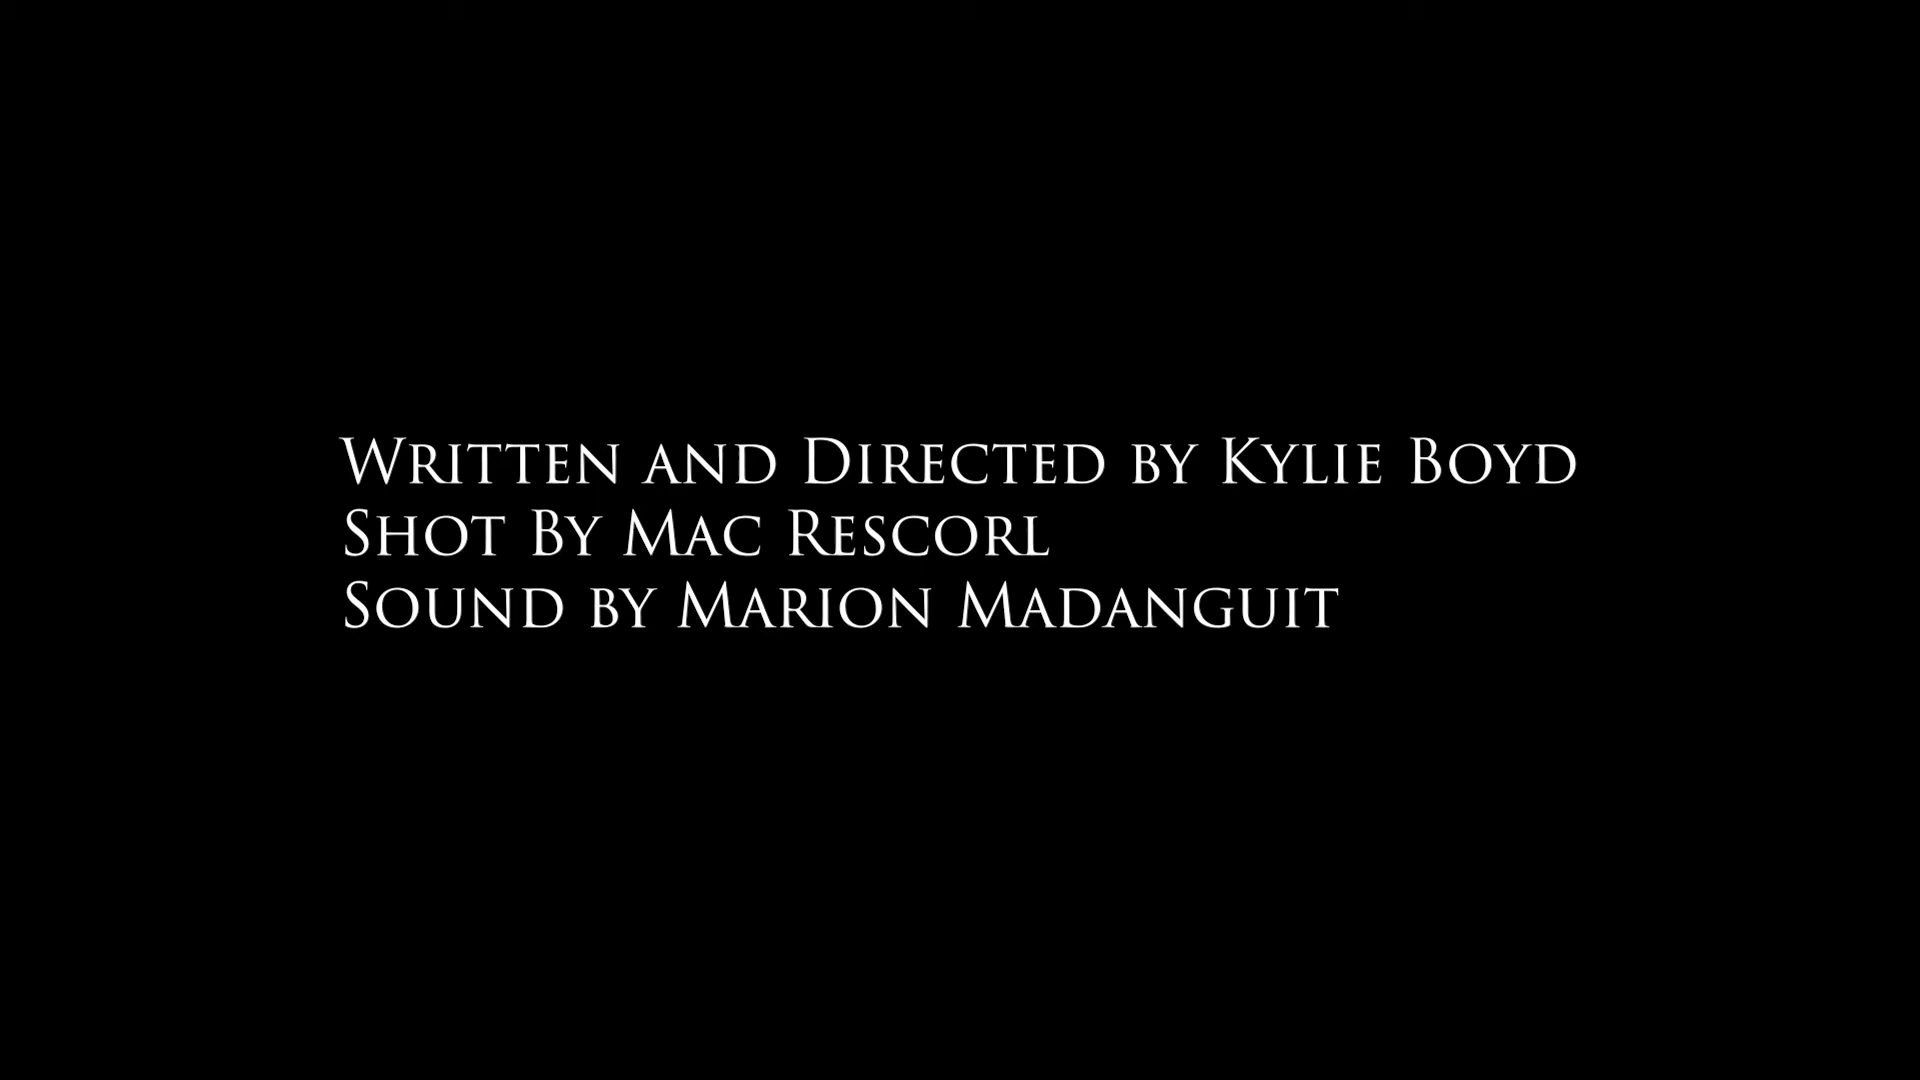 Written and Directed by Kylie Boyd
Shot By Mac Rescorl
Sound by Marion Madanguit